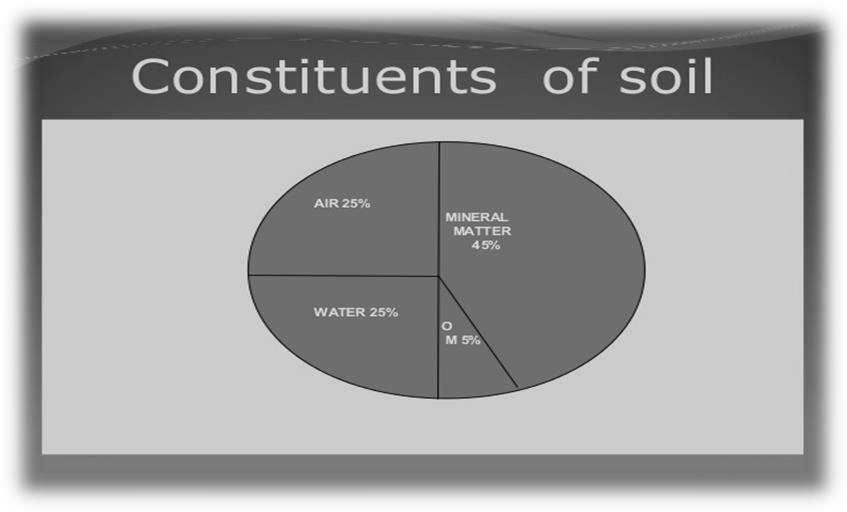 Constituents of soil
AIR 25%
MINERAL
MATTER
45%
WATER 25%
O
M 5%